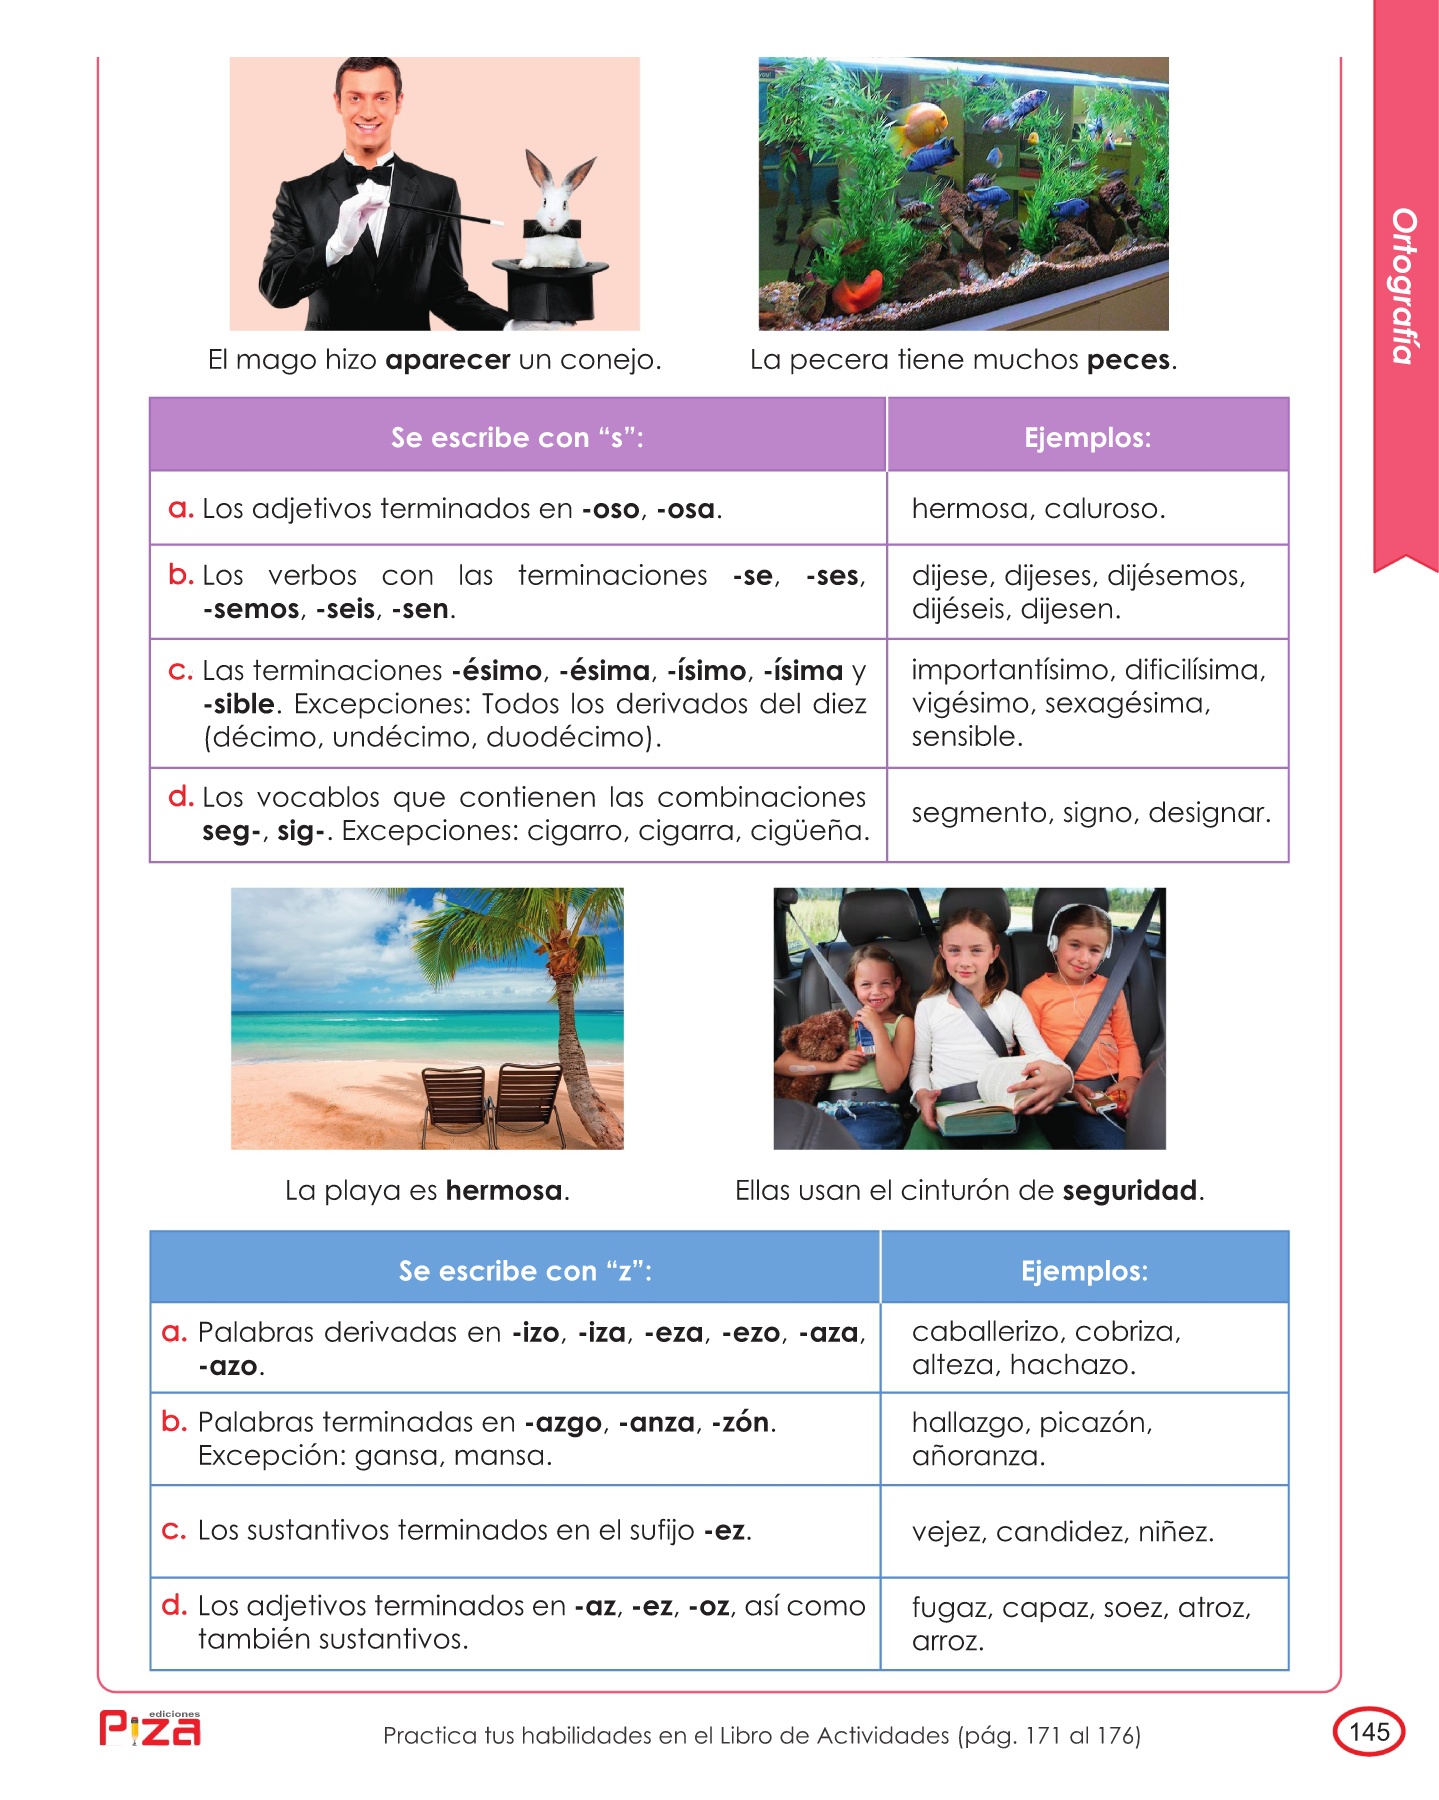 Ortografía
El mago hizo aparecer un conejo.
La pecera tiene muchos peces.
Se escribe con “s”:
Ejemplos:
a. Los adjetivos terminados en -oso, -osa.
hermosa, caluroso.
b. Los verbos con las terminaciones -se, -ses,
-semos, -seis, -sen.
dijese, dijeses, dijésemos,
dijéseis, dijesen.
c. Las terminaciones -ésimo, -ésima, -ísimo, -ísima y
-sible. Excepciones: Todos los derivados del diez
(décimo, undécimo, duodécimo).
importantísimo, dificilísima,
vigésimo, sexagésima,
sensible.
d. Los vocablos que contienen las combinaciones
seg-, sig-. Excepciones: cigarro, cigarra, cigüeña.
segmento, signo, designar.
La playa es hermosa.
Ellas usan el cinturón de seguridad.
Se escribe con “z”:
Ejemplos:
a. Palabras derivadas en -izo, -iza, -eza, -ezo, -aza,
-azo.
caballerizo, cobriza,
alteza, hachazo.
b. Palabras terminadas en -azgo, -anza, -zón.
Excepción: gansa, mansa.
hallazgo, picazón,
añoranza.
c. Los sustantivos terminados en el sufijo -ez.
vejez, candidez, niñez.
d. Los adjetivos terminados en -az, -ez, -oz, así como
también sustantivos.
fugaz, capaz, soez, atroz,
arroz.
ediciones
Piza
Practica tus habilidades en el Libro de Actividades (pág. 171 al 176)
145